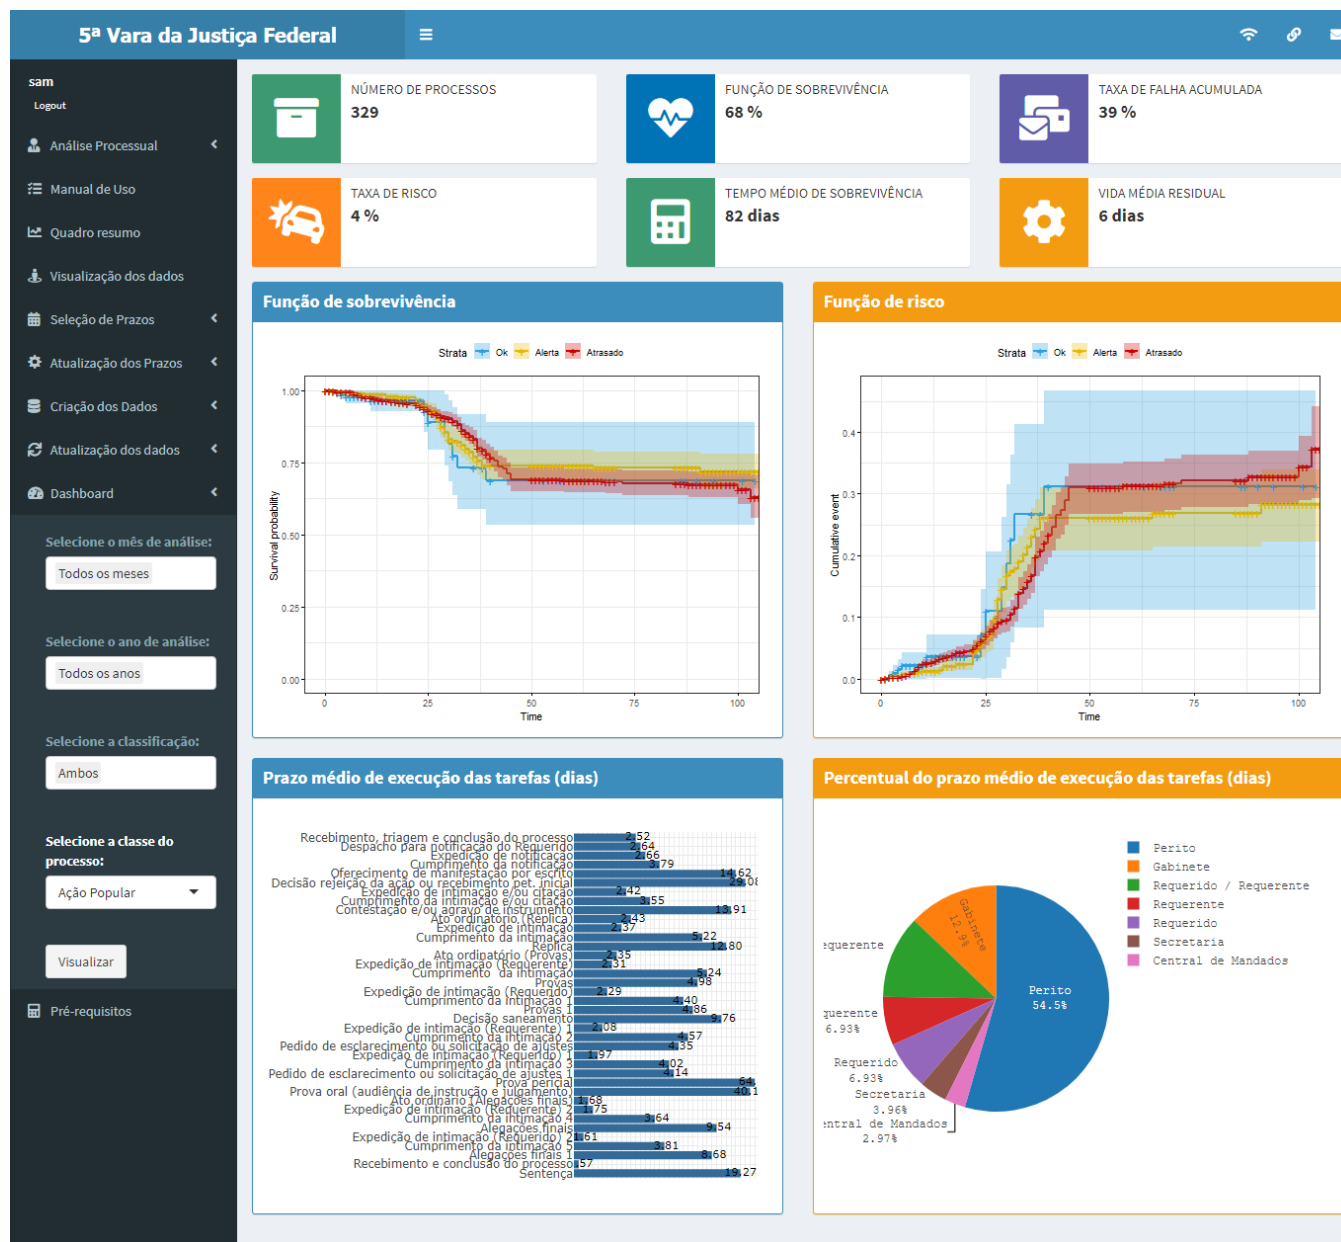 5ª Vara da Justiça Federal
sam
Logout
Análise Processual
Manual de Uso
Quadro resumo
Visualização dos dados
Seleção de Prazos
Atualização dos Prazos
Criação dos Dados
Atualização dos dados
Dashboard
Selecione o mês de análise:
Todos os meses
Selecione o ano de análise:
Todos os anos
Selecione a classificação:
Ambos
Selecione a classe do
processo:
Ação Popular
Visualizar
Pré-requisitos
NÚMERO DE PROCESSOS
329
FUNÇÃO DE SOBREVIVÊNCIA
68 %
TAXA DE FALHA ACUMULADA
39 %
TAXA DE RISCO
4 %
TEMPO MÉDIO DE SOBREVIVÊNCIA
82 dias
VIDA MÉDIA RESIDUAL
6 dias
Função de sobrevivência
Strata Ok Alerta Atrasado
Survival probability
1.00
0.75
0.50
0.25
0.00
0 25 50 75 100
Time
Função de risco
Strata Ok Alerta Atrasado
Cumulative event
0.4
0.3
0.2
0.1
0.0
0 25 50 75 100
Time
Prazo médio de execução das tarefas (dias)
Recebimento, triagem e conclusão do processo 2.52
Despacho para notificação do Requerido 2.64
Expedição de notificação 2.66
Cumprimento da notificação 3.79
Oferecimento de manifestação por escrito 14.62
Decisão rejeição da ação ou recebimento pet. inicial 29.08
Expedição de intimação e/ou citação 2.42
Cumprimento da intimação e/ou citação 3.55
Contestação e/ou agravo de instrumento 13.91
Ato ordinatório (Réplica) 2.43
Expedição de intimação 2.37
Cumprimento da intimação 5.22
Réplica 12.80
Ato ordinatório (Provas) 2.35
Expedição de intimação (Requerente) 2.31
Cumprimento da intimação 5.24
Provas 4.98
Expedição de intimação (Requerido) 2.29
Cumprimento da intimação 1 4.40
Provas 1 4.86
Decisão saneamento 9.76
Expedição de intimação (Requerente) 1 2.08
Cumprimento da intimação 2 4.57
Pedido de esclarecimento ou solicitação de ajustes 4.35
Expedição de intimação (Requerido) 1 1.97
Cumprimento da intimação 3 4.02
Pedido de esclarecimento ou solicitação de ajustes 1 4.14
Prova pericial 64.
Prova oral (audiência de instrução e julgamento) 40.1
Ato ordinário (Alegações finais) 1.68
Expedição de intimação (Requerente) 2 1.75
Cumprimento da intimação 4 3.64
Alegações finais 9.54
Expedição de intimação (Requerido) 2 1.61
Cumprimento da intimação 5 3.81
Alegações finais 1 8.68
Recebimento e conclusão do processo .57
Sentença 19.27
Percentual do prazo médio de execução das tarefas (dias)
Perito
54.5%
Gabinete
12.9%
equerente
querente
6.93%
Requerido
6.93%
Secretaria
3.96%
entral de Mandados
2.97%
Perito
Gabinete
Requerido / Requerente
Requerente
Requerido
Secretaria
Central de Mandados